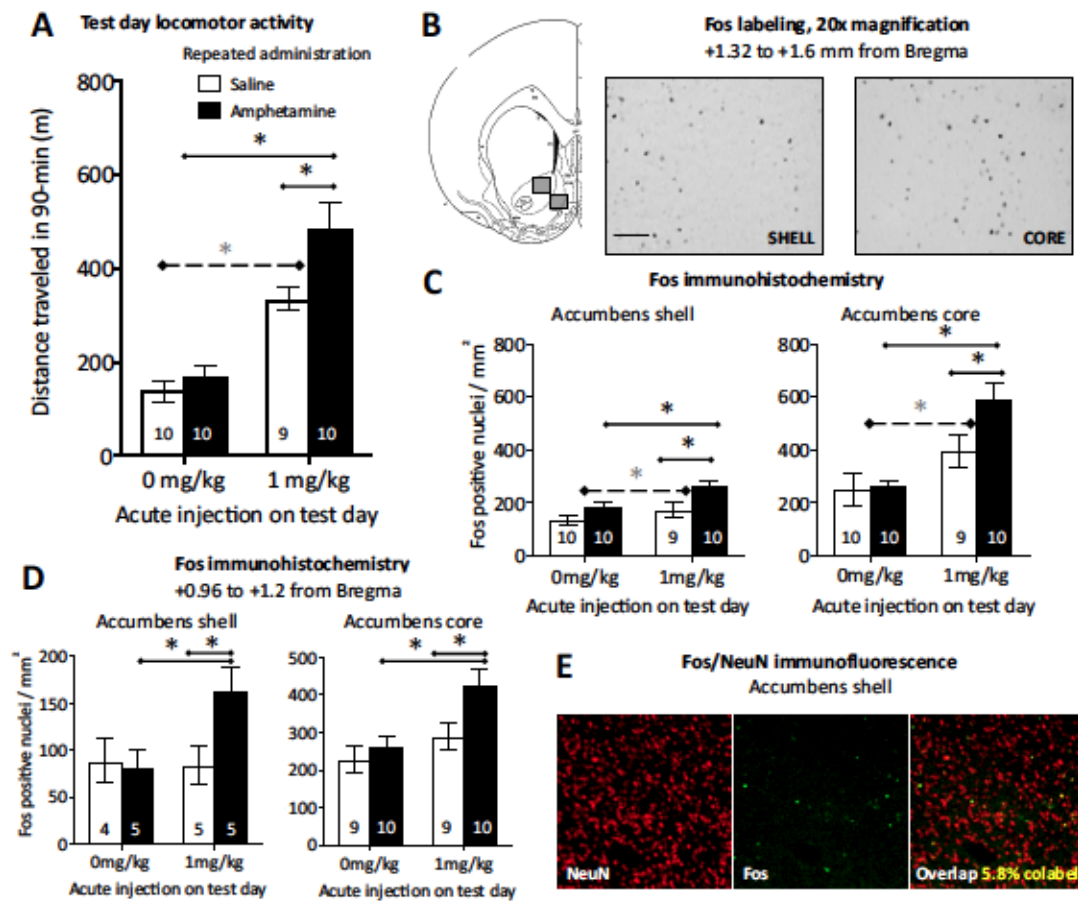 A Test day locomotor activity
Repeated administration
Saline
Amphetamine
Distance traveled in 90-min (m)
800
600
400
200
0
*
*
*
10
10
9
10
0 mg/kg
1 mg/kg
Acute injection on test day
B
Fos labeling, 20x magnification
+1.32 to +1.6 mm from Bregma
SHELL
CORE
C
Fos immunohistochemistry
Accumbens shell
Fos positive nuclei / mm²
800
600
400
200
0
*
*
*
10
10
9
10
0mg/kg
1mg/kg
Acute injection on test day
Accumbens core
800
600
400
200
0
*
*
*
10
10
9
10
0mg/kg
1mg/kg
Acute injection on test day
D
Fos immunohistochemistry
+0.96 to +1.2 from Bregma
Accumbens shell
Fos positive nuclei / mm²
200
150
100
50
0
*
*
4
5
5
5
0mg/kg
1mg/kg
Acute injection on test day
Accumbens core
500
400
300
200
100
0
*
*
9
10
9
10
0mg/kg
1mg/kg
Acute injection on test day
E
Fos/NeuN immunofluorescence
Accumbens shell
NeuN
Fos
Overlap 5.8% colabel